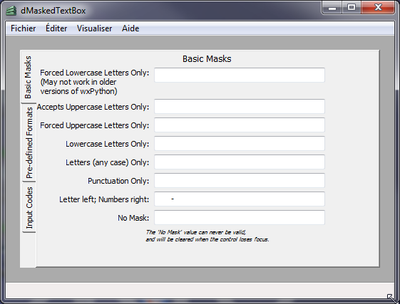 dMaskedTextBox
Fichier Éditer Visualiser Aide
Basic Masks
Pre-defined Formats
Input Codes
Basic Masks
Forced Lowercase Letters Only:
(May not work in older
versions of wxPython)
Accepts Uppercase Letters Only:
Forced Uppercase Letters Only:
Lowercase Letters Only:
Letters (any case) Only:
Punctuation Only:
Letter left; Numbers right: -
No Mask:
The 'No Mask' value can never be valid,
and will be cleared when the control loses focus.